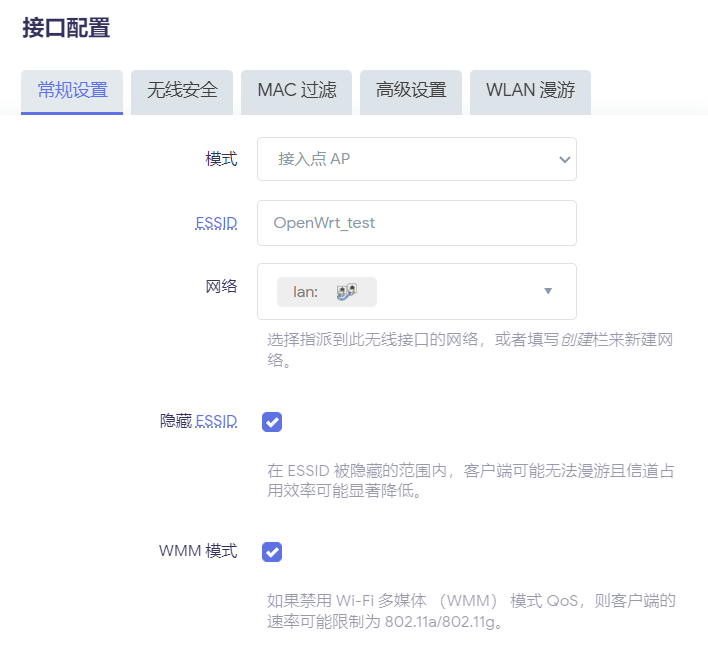 接口配置
常规设置 无线安全 MAC 过滤 高级设置 WLAN 漫游
模式 接入点 AP
ESSID OpenWrt_test
网络 lan:
选择指派到此无线接口的网络，或者填写创建栏来新建网
络。
隐藏 ESSID
在 ESSID 被隐藏的范围内，客户端可能无法漫游且信道占
用效率可能显著降低。
WMM 模式
如果禁用 Wi-Fi 多媒体 （WMM） 模式 QoS，则客户端的
速率可能限制为 802.11a/802.11g。